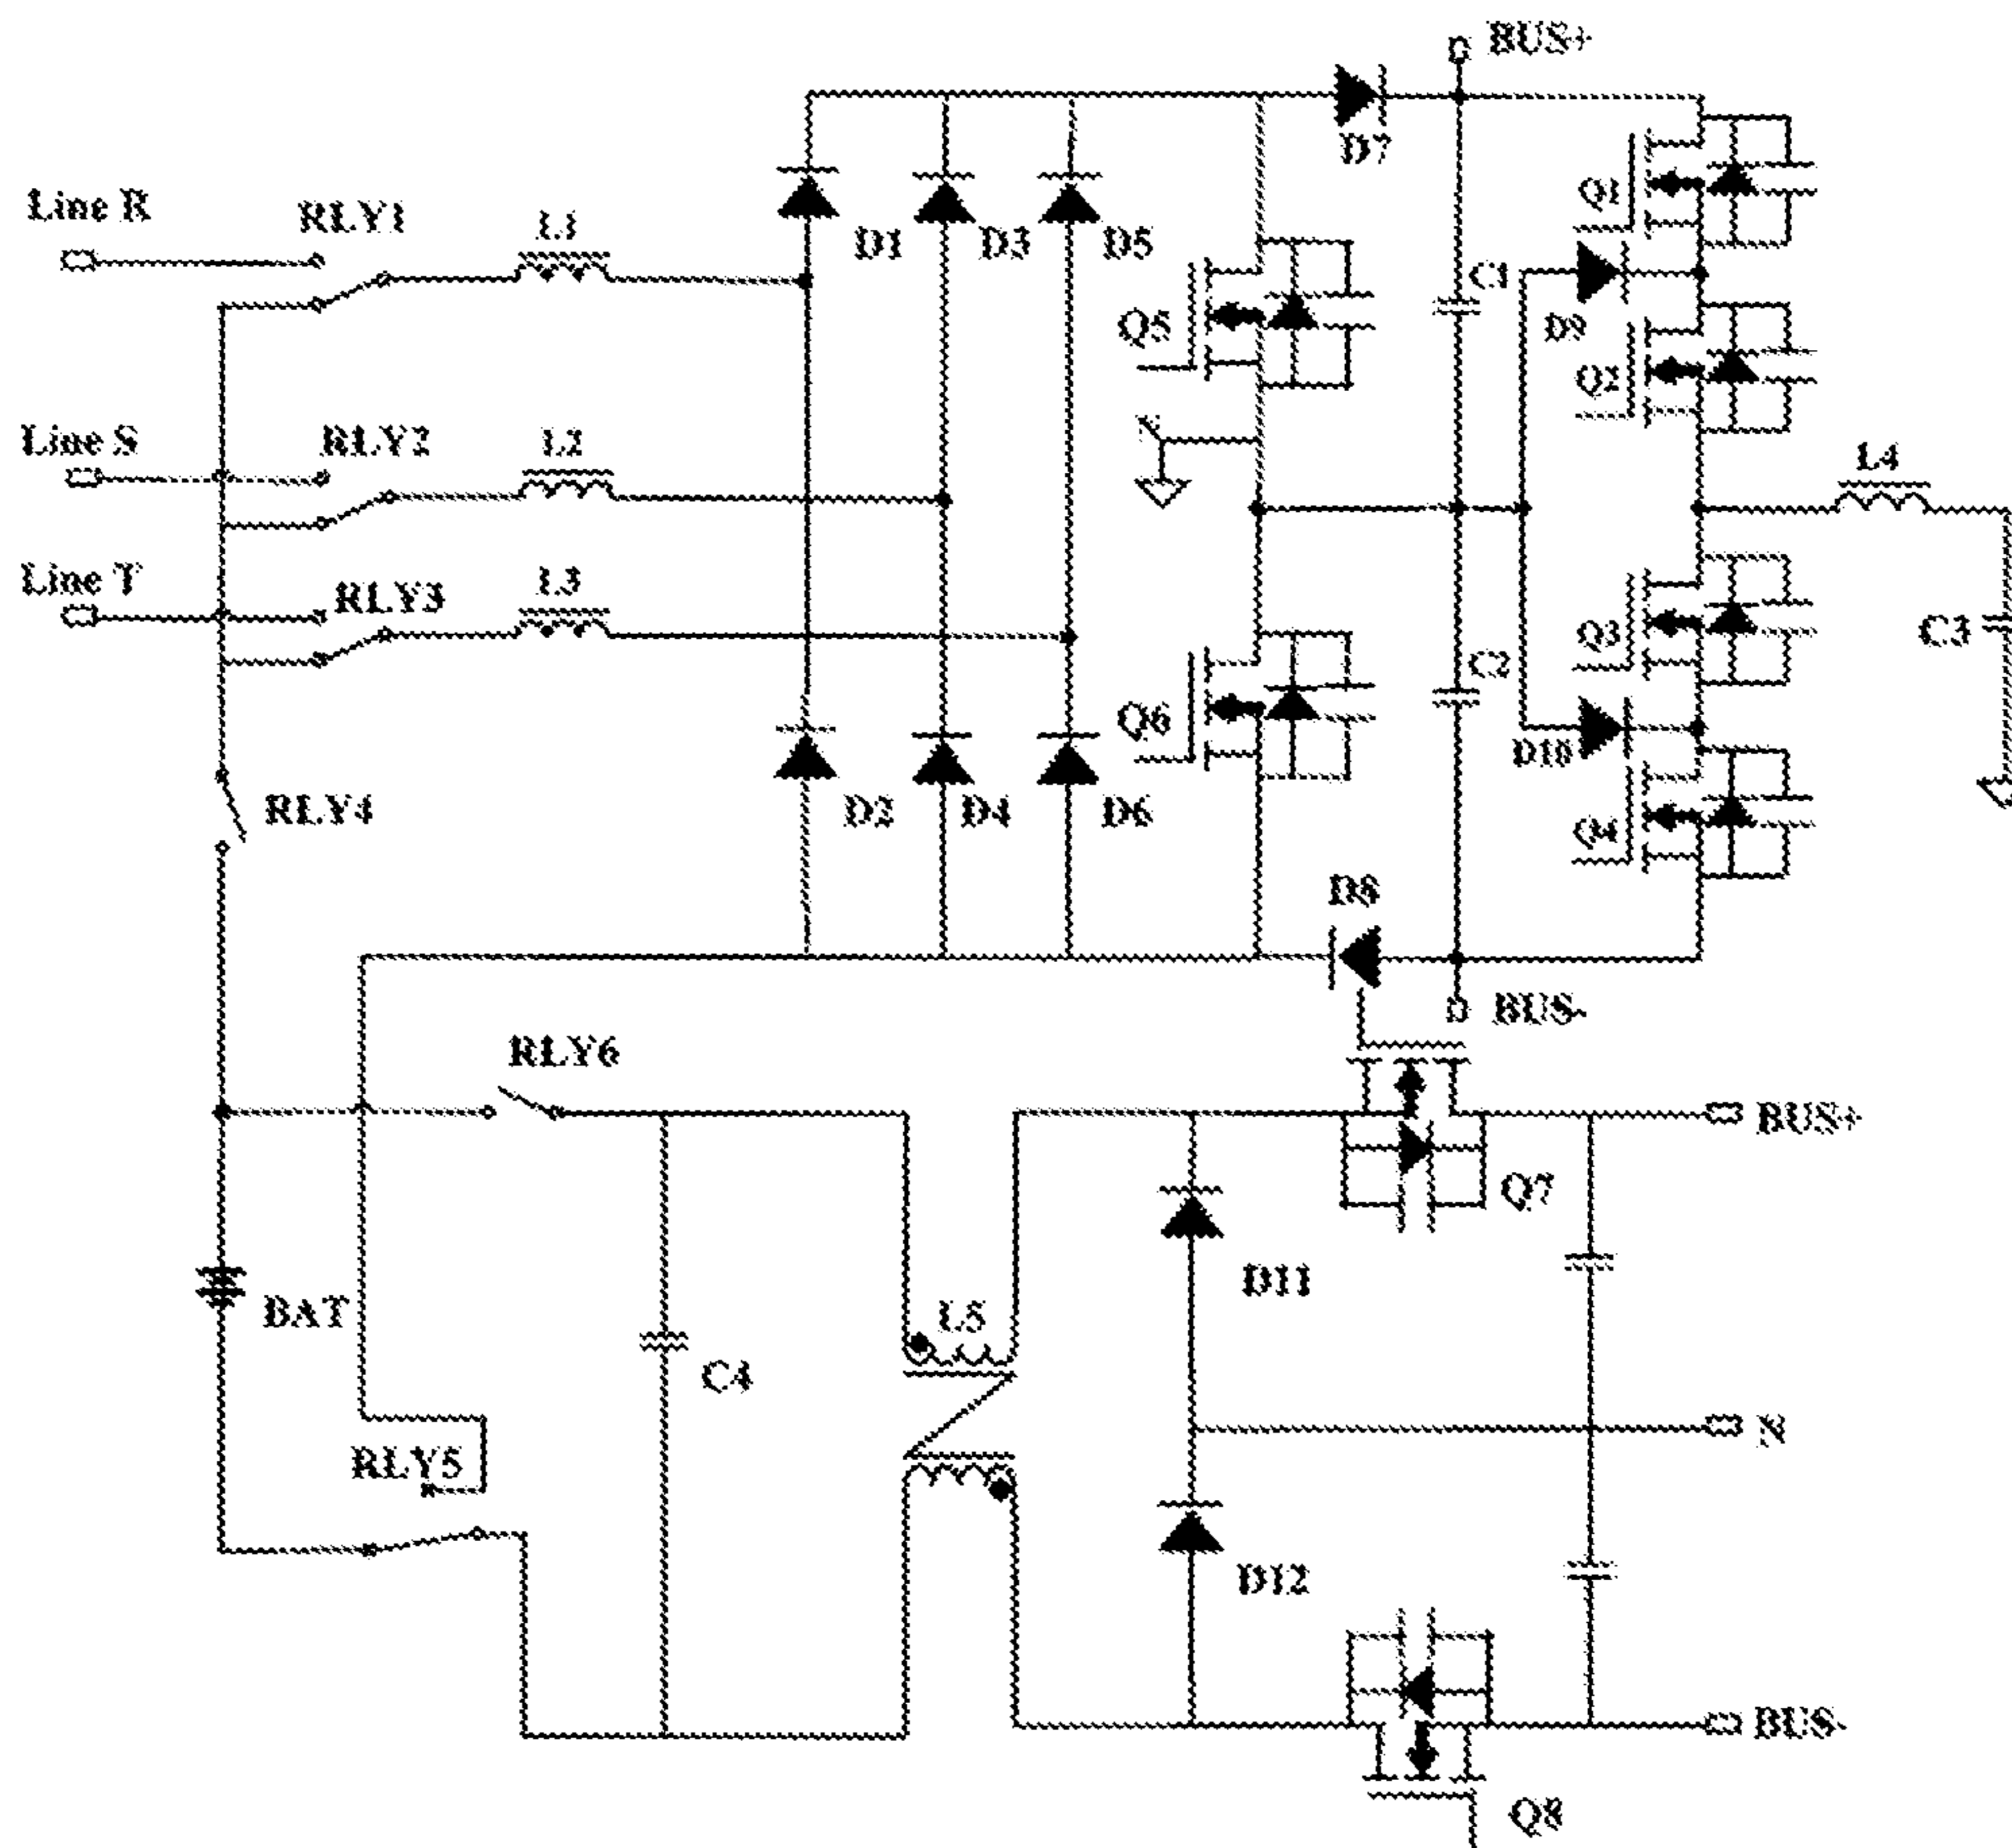 BUS+
D7
Line R
RLY1
L1
D1
D3
D5
Q1
Q5
C1
D9
Q2
N
Line S
RLY2
L2
L4
Line T
RLY3
L3
Q3
C3
C2
Q6
D10
RLY4
D2
D4
D6
Q4
D8
BUS-
RLY6
BUS+
Q7
D11
BAT
L5
C4
N
RLY5
D12
BUS-
Q8